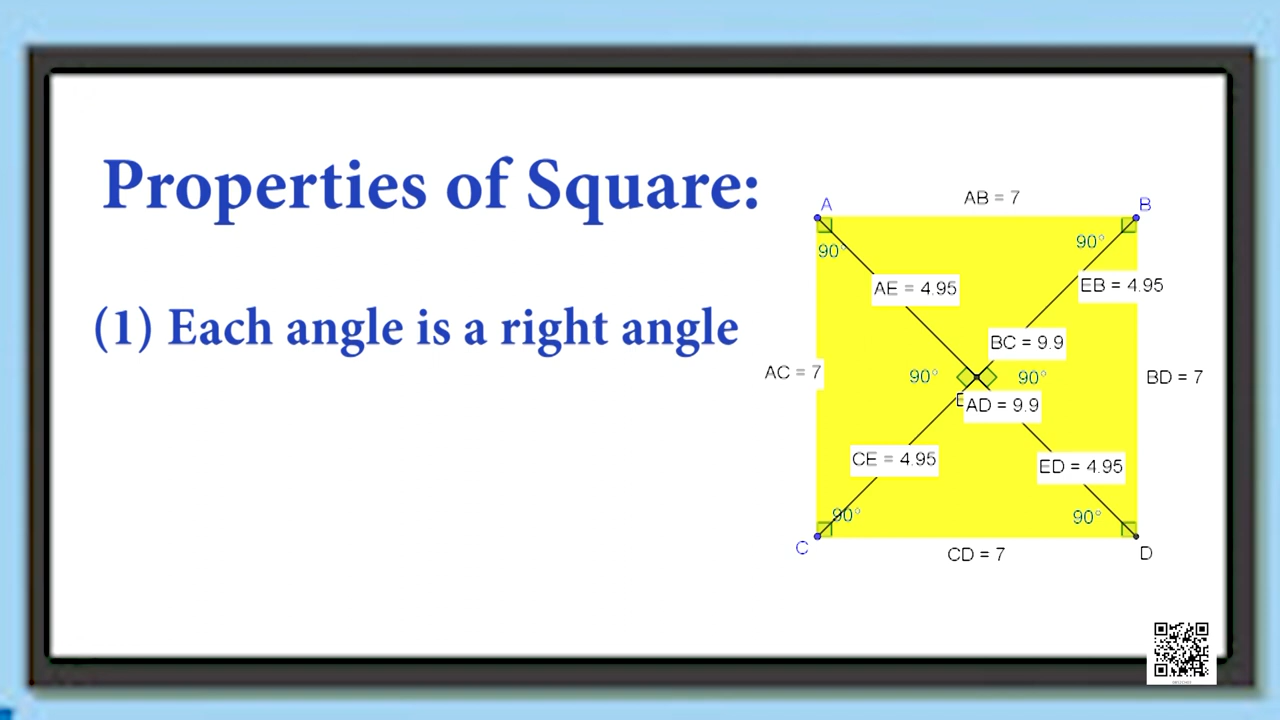 Properties of Square:
(1) Each angle is a right angle
AB = 7
A
B
90°
90°
AE = 4.95
EB = 4.95
BC = 9.9
AC = 7
90°
90°
BD = 7
AD = 9.9
CE = 4.95
ED = 4.95
90°
90°
C
CD = 7
D